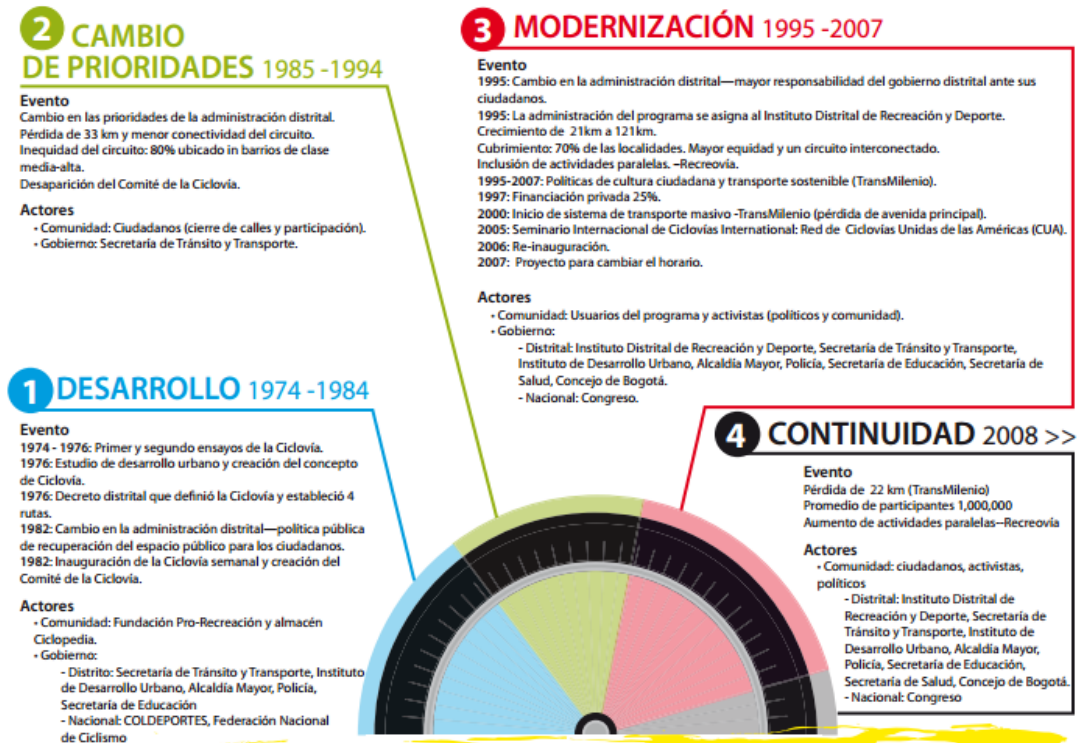 2 CAMBIO
DE PRIORIDADES 1985 -1994
Evento
Cambio en las prioridades de la administración distrital.
Pérdida de 33 km y menor conectividad del circuito.
Inequidad del circuito: 80% ubicado en barrios de clase
media-alta.
Desaparición del Comité de la Ciclovía.
Actores
• Comunidad: Ciudadanos (cierre de calles y participación).
• Gobierno: Secretaría de Tránsito y Transporte.
3 MODERNIZACIÓN 1995 -2007
Evento
1995: Cambio en la administración distrital—mayor responsabilidad del gobierno distrital ante sus
ciudadanos.
1995: La administración del programa se asigna al Instituto Distrital de Recreación y Deporte.
Crecimiento de 21km a 121km.
Cubrimiento: 70% de las localidades. Mayor equidad y un circuito interconectado.
Inclusión de actividades paralelas. –Recreovía.
1995-2007: Políticas de cultura ciudadana y transporte sostenible (TransMilenio).
1997: Financiación privada 25%.
2000: Inicio de sistema de transporte masivo -TransMilenio (pérdida de avenida principal).
2005: Seminario Internacional de Ciclovías International: Red de Ciclovías Unidas de las Américas (CUA).
2006: Re-inauguración.
2007: Proyecto para cambiar el horario.
Actores
• Comunidad: Usuarios del programa y activistas (políticos y comunidad).
• Gobierno:
- Distrital: Instituto Distrital de Recreación y Deporte, Secretaría de Tránsito y Transporte,
Instituto de Desarrollo Urbano, Alcaldía Mayor, Policía, Secretaría de Educación, Secretaría de
Salud, Concejo de Bogotá.
- Nacional: Congreso.
1 DESARROLLO 1974 -1984
Evento
1974 - 1976: Primer y segundo ensayos de la Ciclovía.
1976: Estudio de desarrollo urbano y creación del concepto
de Ciclovía.
1976: Decreto distrital que definió la Ciclovía y estableció 4
rutas.
1982: Cambio en la administración distrital—política pública
de recuperación del espacio público para los ciudadanos.
1982: Inauguración de la Ciclovía semanal y creación del
Comité de la Ciclovía.
Actores
• Comunidad: Fundación Pro-Recreación y almacén
Ciclopedia.
• Gobierno:
- Distrito: Secretaría de Tránsito y Transporte, Instituto
de Desarrollo Urbano, Alcaldía Mayor, Policía,
Secretaría de Educación
- Nacional: COLDEPORTES, Federación Nacional
de Ciclismo
4 CONTINUIDAD 2008 >>
Evento
Pérdida de 22 km (TransMilenio)
Promedio de participantes 1,000,000
Aumento de actividades paralelas--Recreovía
Actores
• Comunidad: ciudadanos, activistas,
políticos
- Distrital: Instituto Distrital de
Recreación y Deporte, Secretaría de
Tránsito y Transporte, Instituto de
Desarrollo Urbano, Alcaldía Mayor,
Policía, Secretaría de Educación,
Secretaría de Salud, Concejo de Bogotá.
- Nacional: Congreso